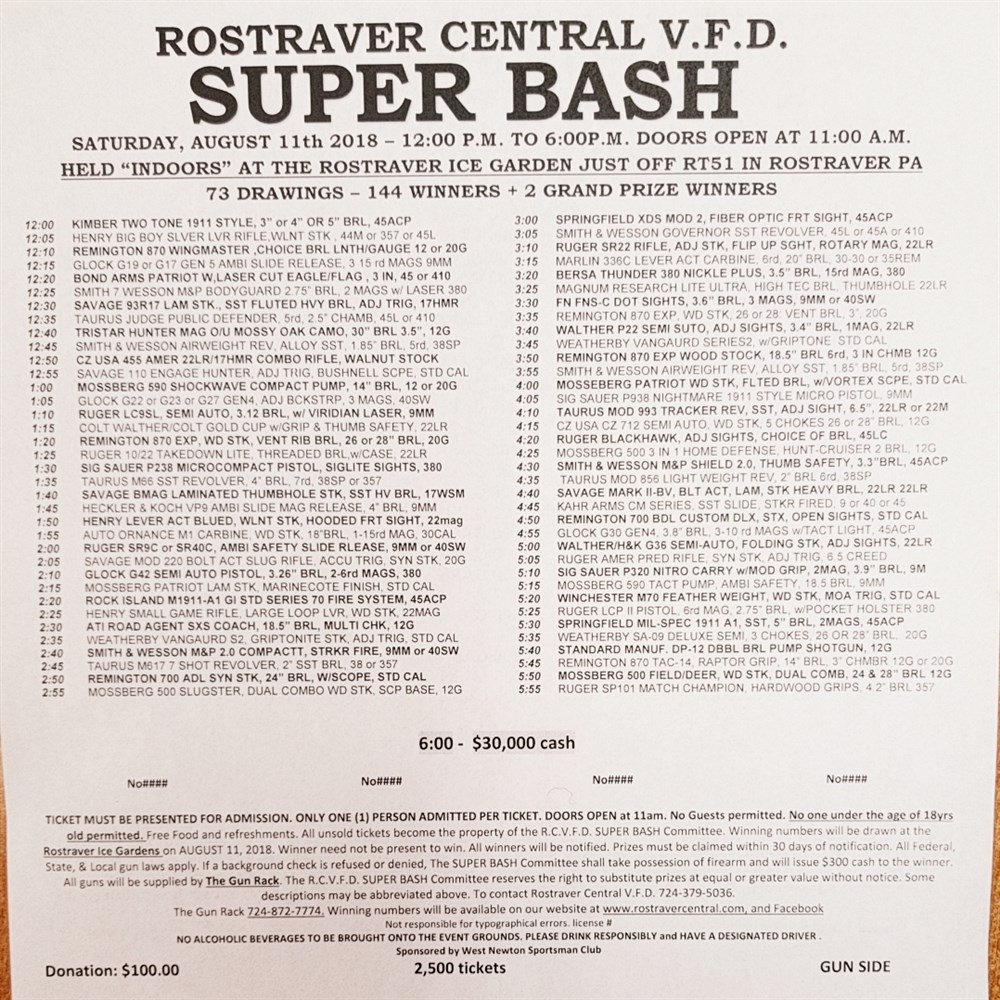 ROSTRAVER CENTRAL V.F.D.
SUPER BASH
SATURDAY, AUGUST 11th 2018 – 12:00 P.M. TO 6:00P.M. DOORS OPEN AT 11:00 A.M.
HELD “INDOORS” AT THE ROSTRAVER ICE GARDEN JUST OFF RT51 IN ROSTRAVER PA
73 DRAWINGS – 144 WINNERS + 2 GRAND PRIZE WINNERS
12:00 KIMBER TWO TONE 1911 STYLE, 3" or 4" OR 5" BRL, 45ACP
12:05 HENRY BIG BOY SLVER LVR RIFLE,WLNT STK , 44M or 357 or 45L
12:10 REMINGTON 870 WINGMASTER ,CHOICE BRL LNTH/GAUGE 12 or 20G
12:15 GLOCK G19 or G17 GEN 5 AMBI SLIDE RELEASE, 3 15 rd MAGS 9MM
12:20 BOND ARMS PATRIOT W,LASER CUT EAGLE/FLAG , 3 IN, 45 or 410
12:25 SMITH 7 WESSON M&P BODYGUARD 2.75" BRL, 2 MAGS w/ LASER 380
12:30 SAVAGE 93R17 LAM STK., SST FLUTED HVY BRL, ADJ TRIG, 17HMR
12:35 TAURUS JUDGE PUBLIC DEFENDER, 5rd, 2.5" CHAMB, 45L or 410
12:40 TRISTAR HUNTER MAG O/U MOSSY OAK CAMO, 30" BRL 3.5", 12G
12:45 SMITH & WESSON AIRWEIGHT REV, ALLOY SST, 1.85' BRL, 5rd, 38SP
12:50 CZ USA 455 AMER 22LR/17HMR COMBO RIFLE, WALNUT STOCK
12:55 SAVAGE 110 ENGAGE HUNTER, ADJ TRIG, BUSHNELL SCPE, STD CAL
1:00 MOSSBERG 590 SHOCKWAVE COMPACT PUMP, 14" BRL, 12 or 20G
1:05 GLOCK G22 or G23 or G27 GEN4, ADJ BCKSTRP, 3 MAGS, 40SW
1:10 RUGER LC9SL, SEMI AUTO, 3.12 BRL, w/ VIRIDIAN LASER, 9MM
1:15 COLT WALTHER/COLT GOLD CUP w/GRIP & THUMB SAFETY, 22LR
1:20 REMINGTON 870 EXP, WD STK, VENT RIB BRL, 26 or 28" BRL, 20G
1:25 RUGER 10/22 TAKEDOWN LITE, THREADED BRL,w/CASE, 22LR
1:30 SIG SAUER P238 MICROCOMPACT PISTOL, SIGLITE SIGHTS, 380
1:35 TAURUS M66 SST REVOLVER, 4" BRL, 7rd, 38SP or 357
1:40 SAVAGE BMAG LAMINATED THUMBHOLE STK, SST HV BRL, 17WSM
1:45 HECKLER & KOCH VP9 AMBI SLIDE MAG RELEASE, 4" BRL, 9MM
1:50 HENRY LEVER ACT BLUED, WLNT STK, HOODED FRT SIGHT, 22mag
1:55 AUTO ORNANCE M1 CARBINE, WD STK, 18"BRL, 1-15rd MAG, 30CAL
2:00 RUGER SR9C or SR40C, AMBI SAFETY SLIDE RLEASE, 9MM or 40SW
2:05 SAVAGE MOD 220 BOLT ACT SLUG RIFLE, ACCU TRIG, SYN STK, 20G
2:10 GLOCK G42 SEMI AUTO PISTOL, 3.26" BRL, 2-6rd MAGS, 380
2:15 MOSSBERG PATRIOT LAM STK, MARINECOTE FINISH, STD CAL
2:20 ROCK ISLAND M1911-A1 GI STD SERIES 70 FIRE SYSTEM, 45ACP
2:25 HENRY SMALL GAME RIFLE, LARGE LOOP LVR, WD STK, 22MAG
2:30 ATI ROAD AGENT SXS COACH, 18.5" BRL, MULTI CHK, 12G
2:35 WEATHERBY VANGAURD S2, GRIPTONITE STK, ADJ TRIG, STD CAL
2:40 SMITH & WESSON M&P 2.0 COMPACTT, STRKR FIRE, 9MM or 40SW
2:45 TAURUS M617 7 SHOT REVOLVER, 2" SST BRL, 38 or 357
2:50 REMINGTON 700 ADL SYN STK, 24" BRL, W/SCOPE, STD CAL
2:55 MOSSBERG 500 SLUGSTER, DUAL COMBO WD STK, SCP BASE, 12G
3:00 SPRINGFIELD XDS MOD 2, FIBER OPTIC FRT SIGHT, 45ACP
3:05 SMITH & WESSON GOVERNOR SST REVOLVER, 45L or 45A or 410
3:10 RUGER SR22 RIFLE, ADJ STK, FLIP UP SGHT, ROTARY MAG, 22LR
3:15 MARLIN 336C LEVER ACT CARBINE, 6rd, 20" BRL, 30-30 or 35REM
3:20 BERSA THUNDER 380 NICKLE PLUS, 3.5" BRL, 15rd MAG, 380
3:25 MAGNUM RESEARCH LITE ULTRA, HIGH TEC BRL, THUMBHOLE 22LR
3:30 FN FNS-C DOT SIGHTS, 3.6" BRL, 3 MAGS, 9MM or 40SW
3:35 REMINGTON 870 EXP, WD STK, 26 or 28: VENT BRL, 3", 20G
3:40 WALTHER P22 SEMI SUTO, ADJ SIGHTS, 3.4" BRL, 1MAG, 22LR
3:45 WEATHERBY VANGAURD SERIES2, w/GRIPTONE STD CAL
3:50 REMINGTON 870 EXP WOOD STOCK, 18.5" BRL 6rd, 3 IN CHMB 12G
3:55 SMITH & WESSON AIRWEIGHT REV, ALLOY SST, 1.85' BRL, 5rd, 38SP
4:00 MOSSEBERG PATRIOT WD STK, FLTED BRL, w/VORTEX SCPE, STD CAL
4:05 SIG SAUER P938 NIGHTMARE 1911 STYLE MICRO PISTOL, 9MM
4:10 TAURUS MOD 993 TRACKER REV, SST, ADJ SIGHT, 6.5", 22LR or 22M
4:15 CZ USA CZ 712 SEMI AUTO, WD STK, 5 CHOKES 26 or 28" BRL, 12G
4:20 RUGER BLACKHAWK, ADJ SIGHTS, CHOICE OF BRL, 45LC
4:25 MOSSBERG 500 3 IN 1 HOME DEFENSE, HUNT-CRUISER 2 BRL, 12G
4:30 SMITH & WESSON M&P SHIELD 2.0, THUMB SAFETY, 3.3"BRL, 45ACP
4:35 TAURUS MOD 856 LIGHT WEIGHT REV, 2" BRL 6rd, 38SP
4:40 SAVAGE MARK II-BV, BLT ACT, LAM, STK HEAVY BRL, 22LR 22LR
4:45 KAHR ARMS CM SERIES, SST SLIDE, STKR FIRED, 9 or 40 or 45
4:50 REMINGTON 700 BDL CUSTOM DLX, STX, OPEN SIGHTS, STD CAL
4:55 GLOCK G30 GEN4, 3.8" BRL, 3-10 rd MAGS w/TACT LIGHT, 45ACP
5:00 WALTHER/H&K G36 SEMI-AUTO, FOLDING STK, ADJ SIGHTS, 22LR
5:05 RUGER AMER PRED RIFLE, SYN STK, ADJ TRIG, 6.5 CREED
5:10 SIG SAUER P320 NITRO CARRY w/MOD GRIP, 2MAG, 3.9" BRL, 9M
5:15 MOSSBERG 590 TACT PUMP, AMBI SAFETY, 18.5 BRL, 9MM
5:20 WINCHESTER M70 FEATHER WEIGHT, WD STK, MOA TRIG, STD CAL
5:25 RUGER LCP II PISTOL, 6rd MAG, 2.75" BRL, w/POCKET HOLSTER 380
5:30 SPRINGFIELD MIL-SPEC 1911 A1, SST, 5" BRL, 2MAGS, 45ACP
5:35 WEATHERBY SA-09 DELUXE SEMI, 3 CHOKES, 26 OR 28" BRL, 20G
5:40 STANDARD MANUF. DP-12 DBBL BRL PUMP SHOTGUN, 12G
5:45 REMINGTON 870 TAC-14, RAPTOR GRIP, 14" BRL, 3" CHMBR 12G or 20G
5:50 MOSSBERG 500 FIELD/DEER, WD STK, DUAL COMB, 24 & 28" BRL 12G
5:55 RUGER SP101 MATCH CHAMPION, HARDWOOD GRIPS, 4.2" BRL 357
6:00 - $30,000 cash
No#### No#### No#### No####
TICKET MUST BE PRESENTED FOR ADMISSION. ONLY ONE (1) PERSON ADMITTED PER TICKET. DOORS OPEN at 11am. No Guests permitted. No one under the age of 18yrs
old permitted. Free Food and refreshments. All unsold tickets become the property of the R.C.V.F.D. SUPER BASH Committee. Winning numbers will be drawn at the
Rostraver Ice Gardens on AUGUST 11, 2018. Winner need not be present to win. All winners will be notified. Prizes must be claimed within 30 days of notification. All Federal,
State, & Local gun laws apply. If a background check is refused or denied, The SUPER BASH Committee shall take possession of firearm and will issue $300 cash to the winner.
All guns will be supplied by The Gun Rack. The R.C.V.F.D. SUPER BASH Committee reserves the right to substitute prizes at equal or greater value without notice. Some
descriptions may be abbreviated above. To contact Rostraver Central V.F.D. 724-379-5036.
The Gun Rack 724-872-7774. Winning numbers will be available on our website at www.rostravercentral.com, and Facebook
Not responsible for typographical errors. license #
NO ALCOHOLIC BEVERAGES TO BE BROUGHT ONTO THE EVENT GROUNDS. PLEASE DRINK RESPONSIBLY and HAVE A DESIGNATED DRIVER .
Sponsored by West Newton Sportsman Club
Donation: $100.00 2,500 tickets GUN SIDE